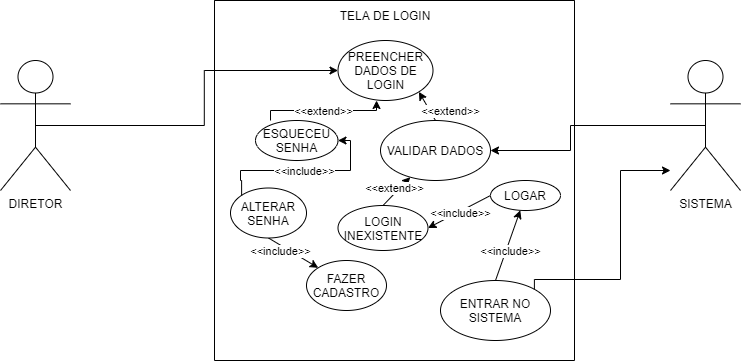 TELA DE LOGIN
PREENCHER
DADOS DE
LOGIN
<<extend>>
<<extend>>
ESQUECEU
SENHA
VALIDAR DADOS
<<include>>
<<extend>>
DIRETOR
ALTERAR
SENHA
LOGIN
INEXISTENTE
<<include>>
LOGAR
SISTEMA
<<include>>
<<include>>
FAZER
CADASTRO
ENTRAR NO
SISTEMA